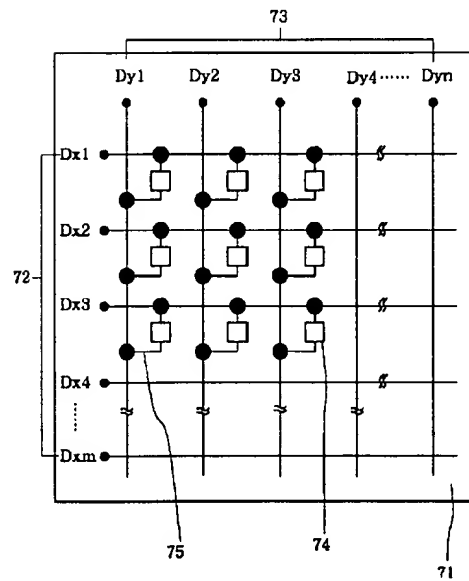 73
Dy1 Dy2 Dy3 Dy4 ...... Dyn
Dx1
Dx2
72
Dx3
Dx4
......
Dxm
75
74
71